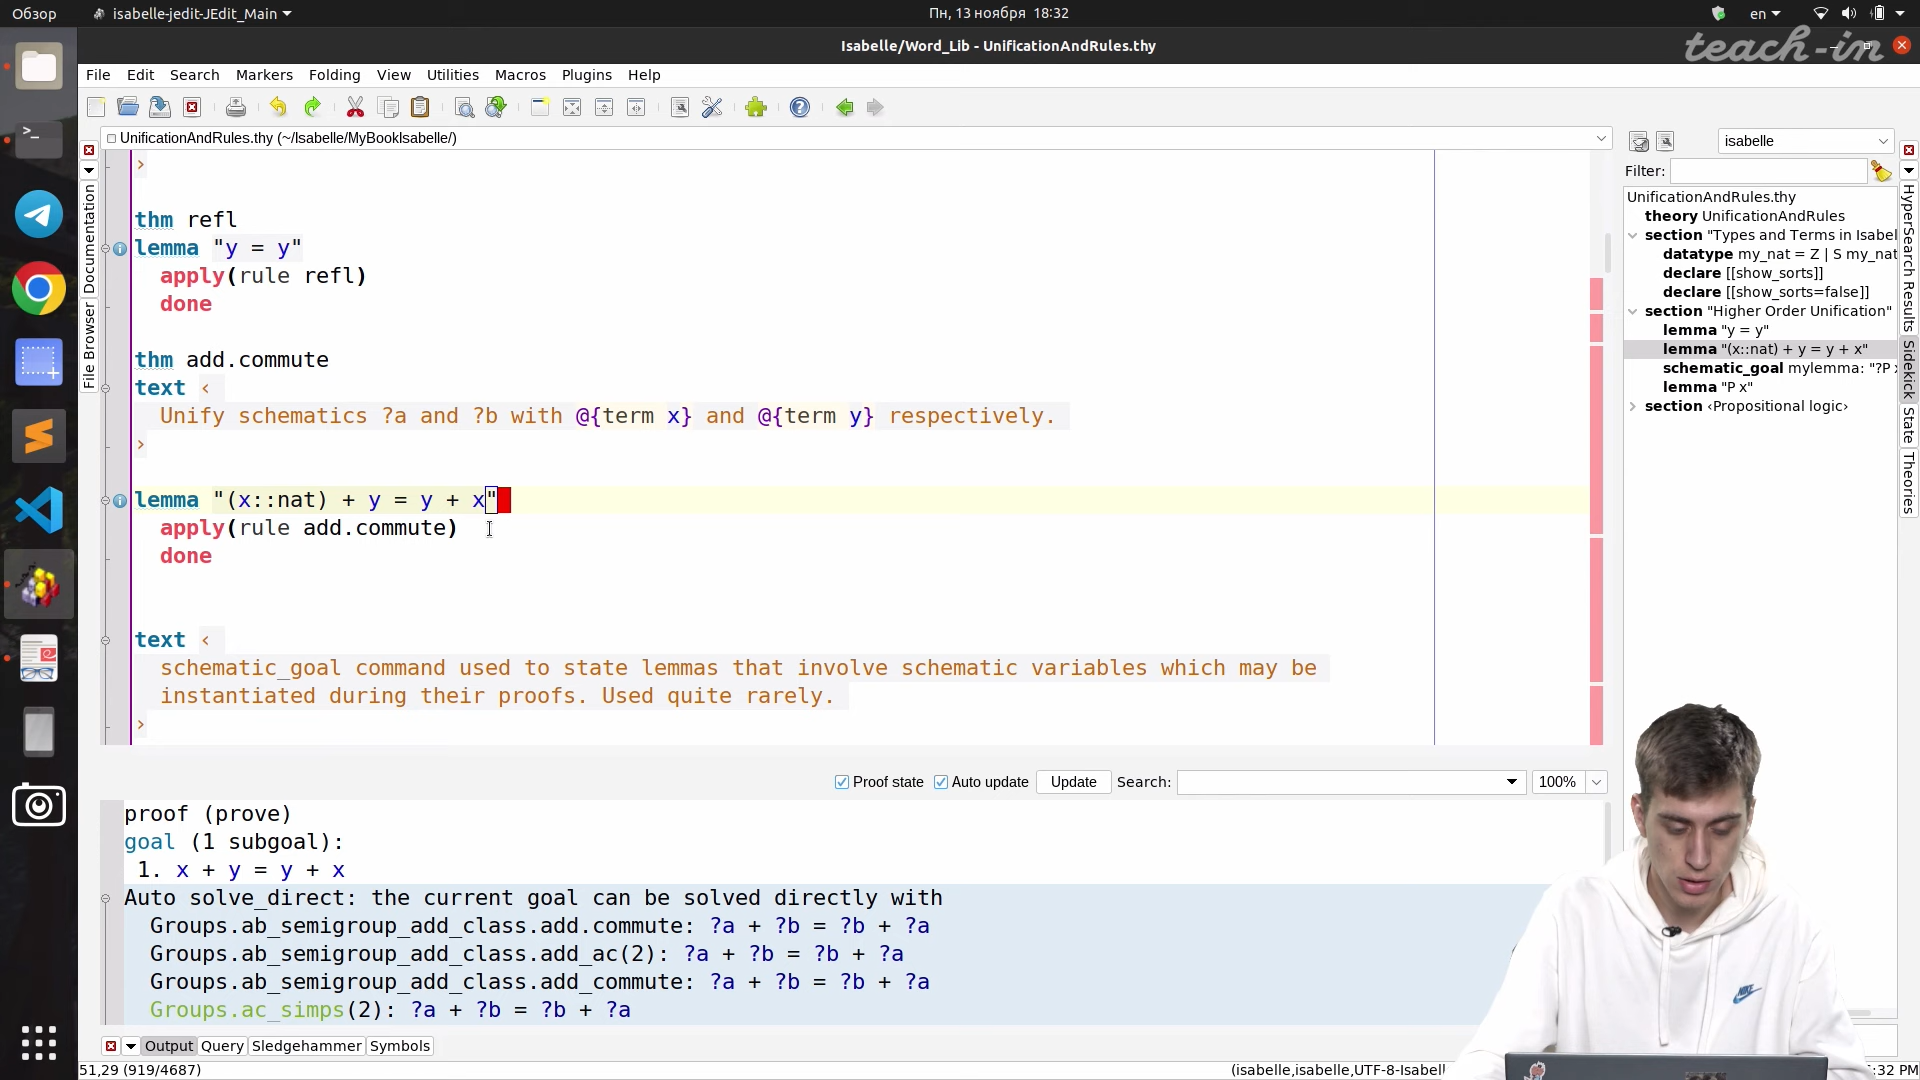 Обзор
isabelle-jedit-JEdit_Main
Пн, 13 ноября 18:32
en
Isabelle/Word_Lib - UnificationAndRules.thy
teach-in
File Edit Search Markers Folding View Utilities Macros Plugins Help
UnificationAndRules.thy (~/Isabelle/MyBookIsabelle/)
›
thm refl
lemma "y = y"
apply(rule refl)
done
thm add.commute
text ‹
Unify schematics ?a and ?b with @{term x} and @{term y} respectively.
›
lemma "(x::nat) + y = y + x"
apply(rule add.commute)
done
text ‹
schematic_goal command used to state lemmas that involve schematic variables which may be
instantiated during their proofs. Used quite rarely.
›
Documentation
File Browser
isabelle
Filter:
UnificationAndRules.thy
theory UnificationAndRules
section "Types and Terms in Isabel
datatype my_nat = Z | S my_nat
declare [[show_sorts]]
declare [[show_sorts=false]]
section "Higher Order Unification"
lemma "y = y"
lemma "(x::nat) + y = y + x"
schematic_goal mylemma: "?P x
lemma "P x"
section ‹Propositional logic›
HyperSearch Results
Sidekick
State
Theories
Proof state
Auto update
Update
Search:
100%
proof (prove)
goal (1 subgoal):
1. x + y = y + x
Auto solve_direct: the current goal can be solved directly with
Groups.ab_semigroup_add_class.add.commute: ?a + ?b = ?b + ?a
Groups.ab_semigroup_add_class.add_ac(2): ?a + ?b = ?b + ?a
Groups.ab_semigroup_add_class.add_commute: ?a + ?b = ?b + ?a
Groups.ac_simps(2): ?a + ?b = ?b + ?a
Output Query Sledgehammer Symbols
51,29 (919/4687)
(isabelle,isabelle,UTF-8-Isabell
:32 PM
NIKE